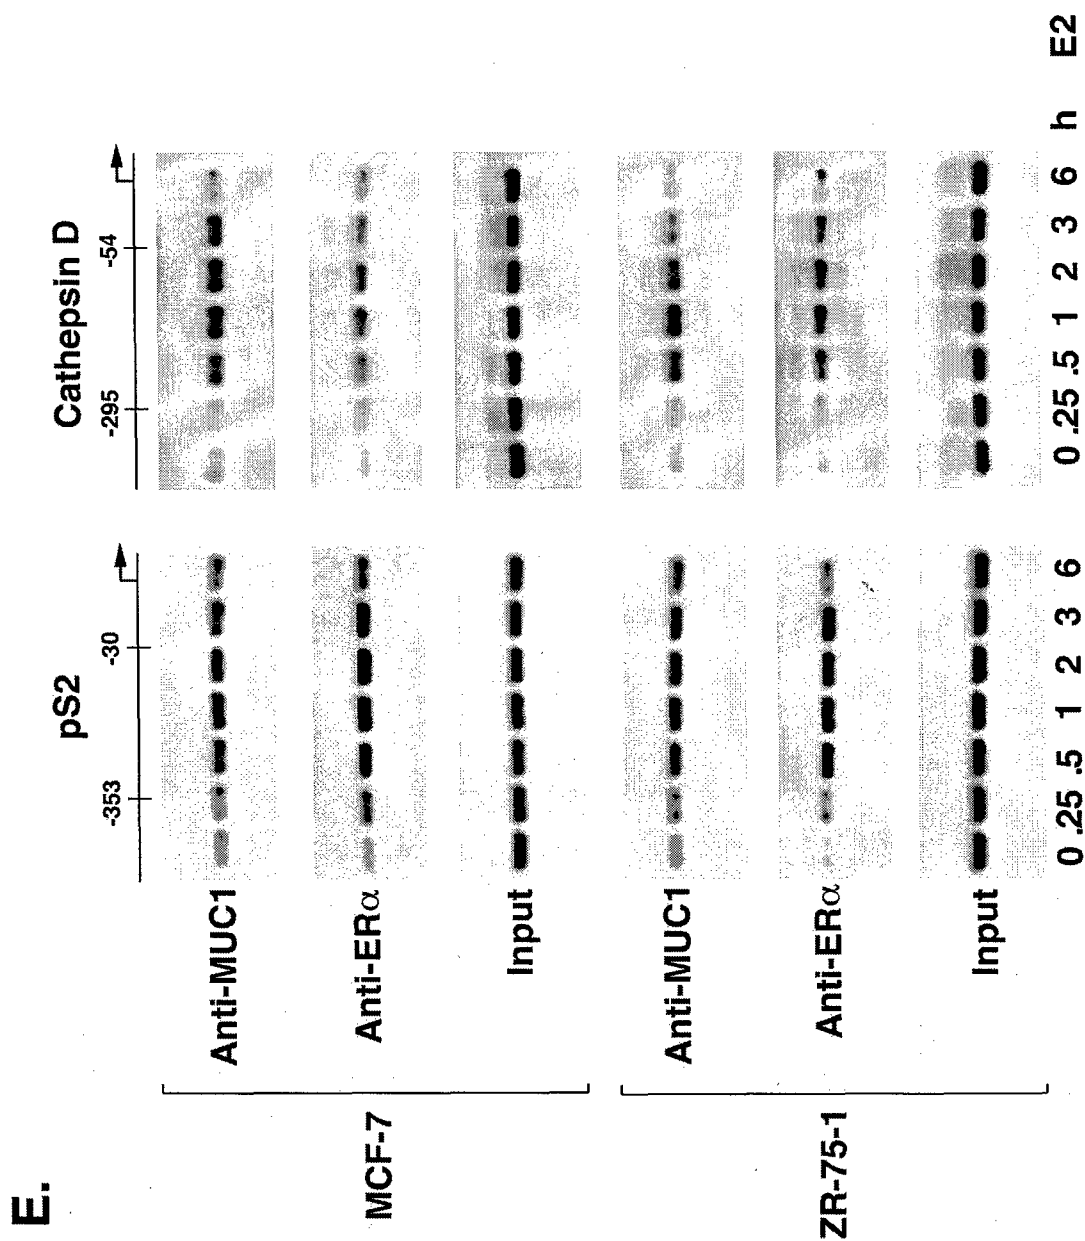 E.
pS2
Cathepsin D
-353
-30
-295
-54
MCF-7
Anti-MUC1
Anti-ERα
Input
ZR-75-1
Anti-MUC1
Anti-ERα
Input
0 .25 .5 1 2 3 6
0 .25 .5 1 2 3 6 h E2